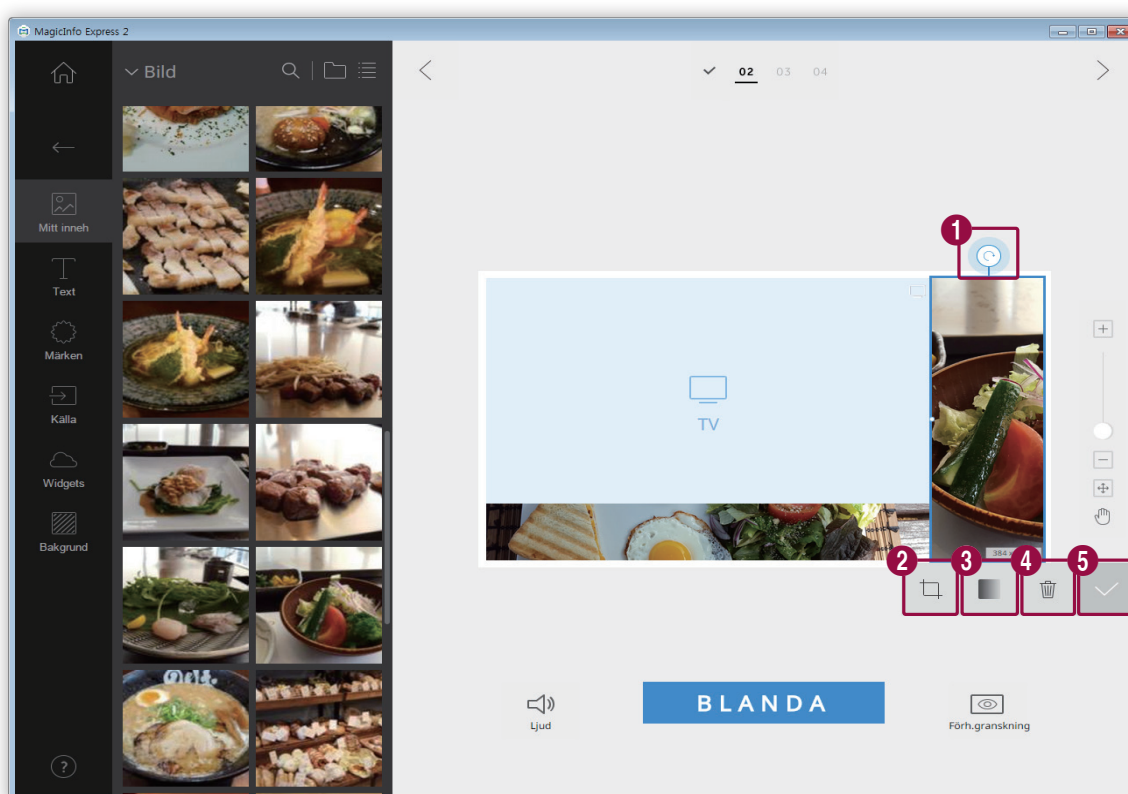 MagicInfo Express 2
Bild
02 03 04
Mitt inneh
Text
Märken
Källa
Widgets
Bakgrund
?
1
TV
384
2 3 4 5
Ljud
BLANDA
Förh.granskning